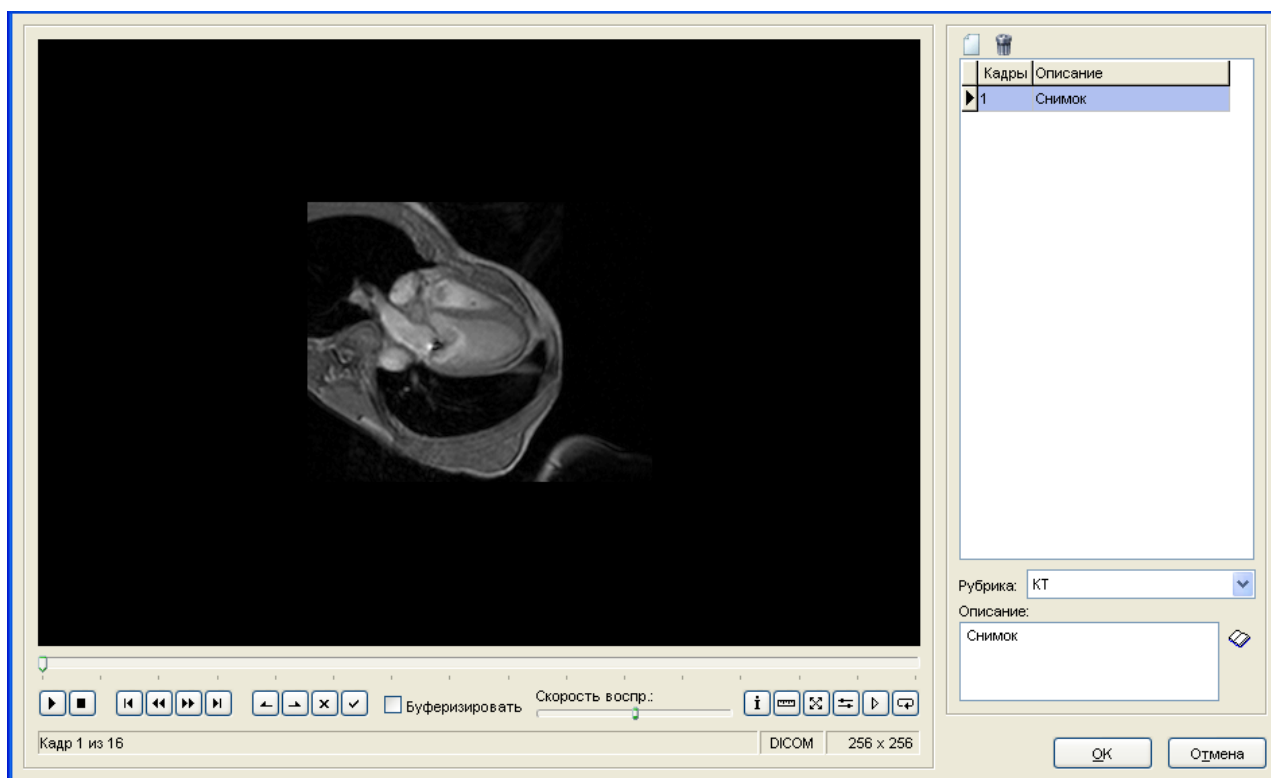 Кадры Описание
1 Снимок
Рубрика: КТ
Описание:
Снимок
Буферизировать
Скорость воспр.:
Кадр 1 из 16
DICOM
256 x 256
OK
Отмена